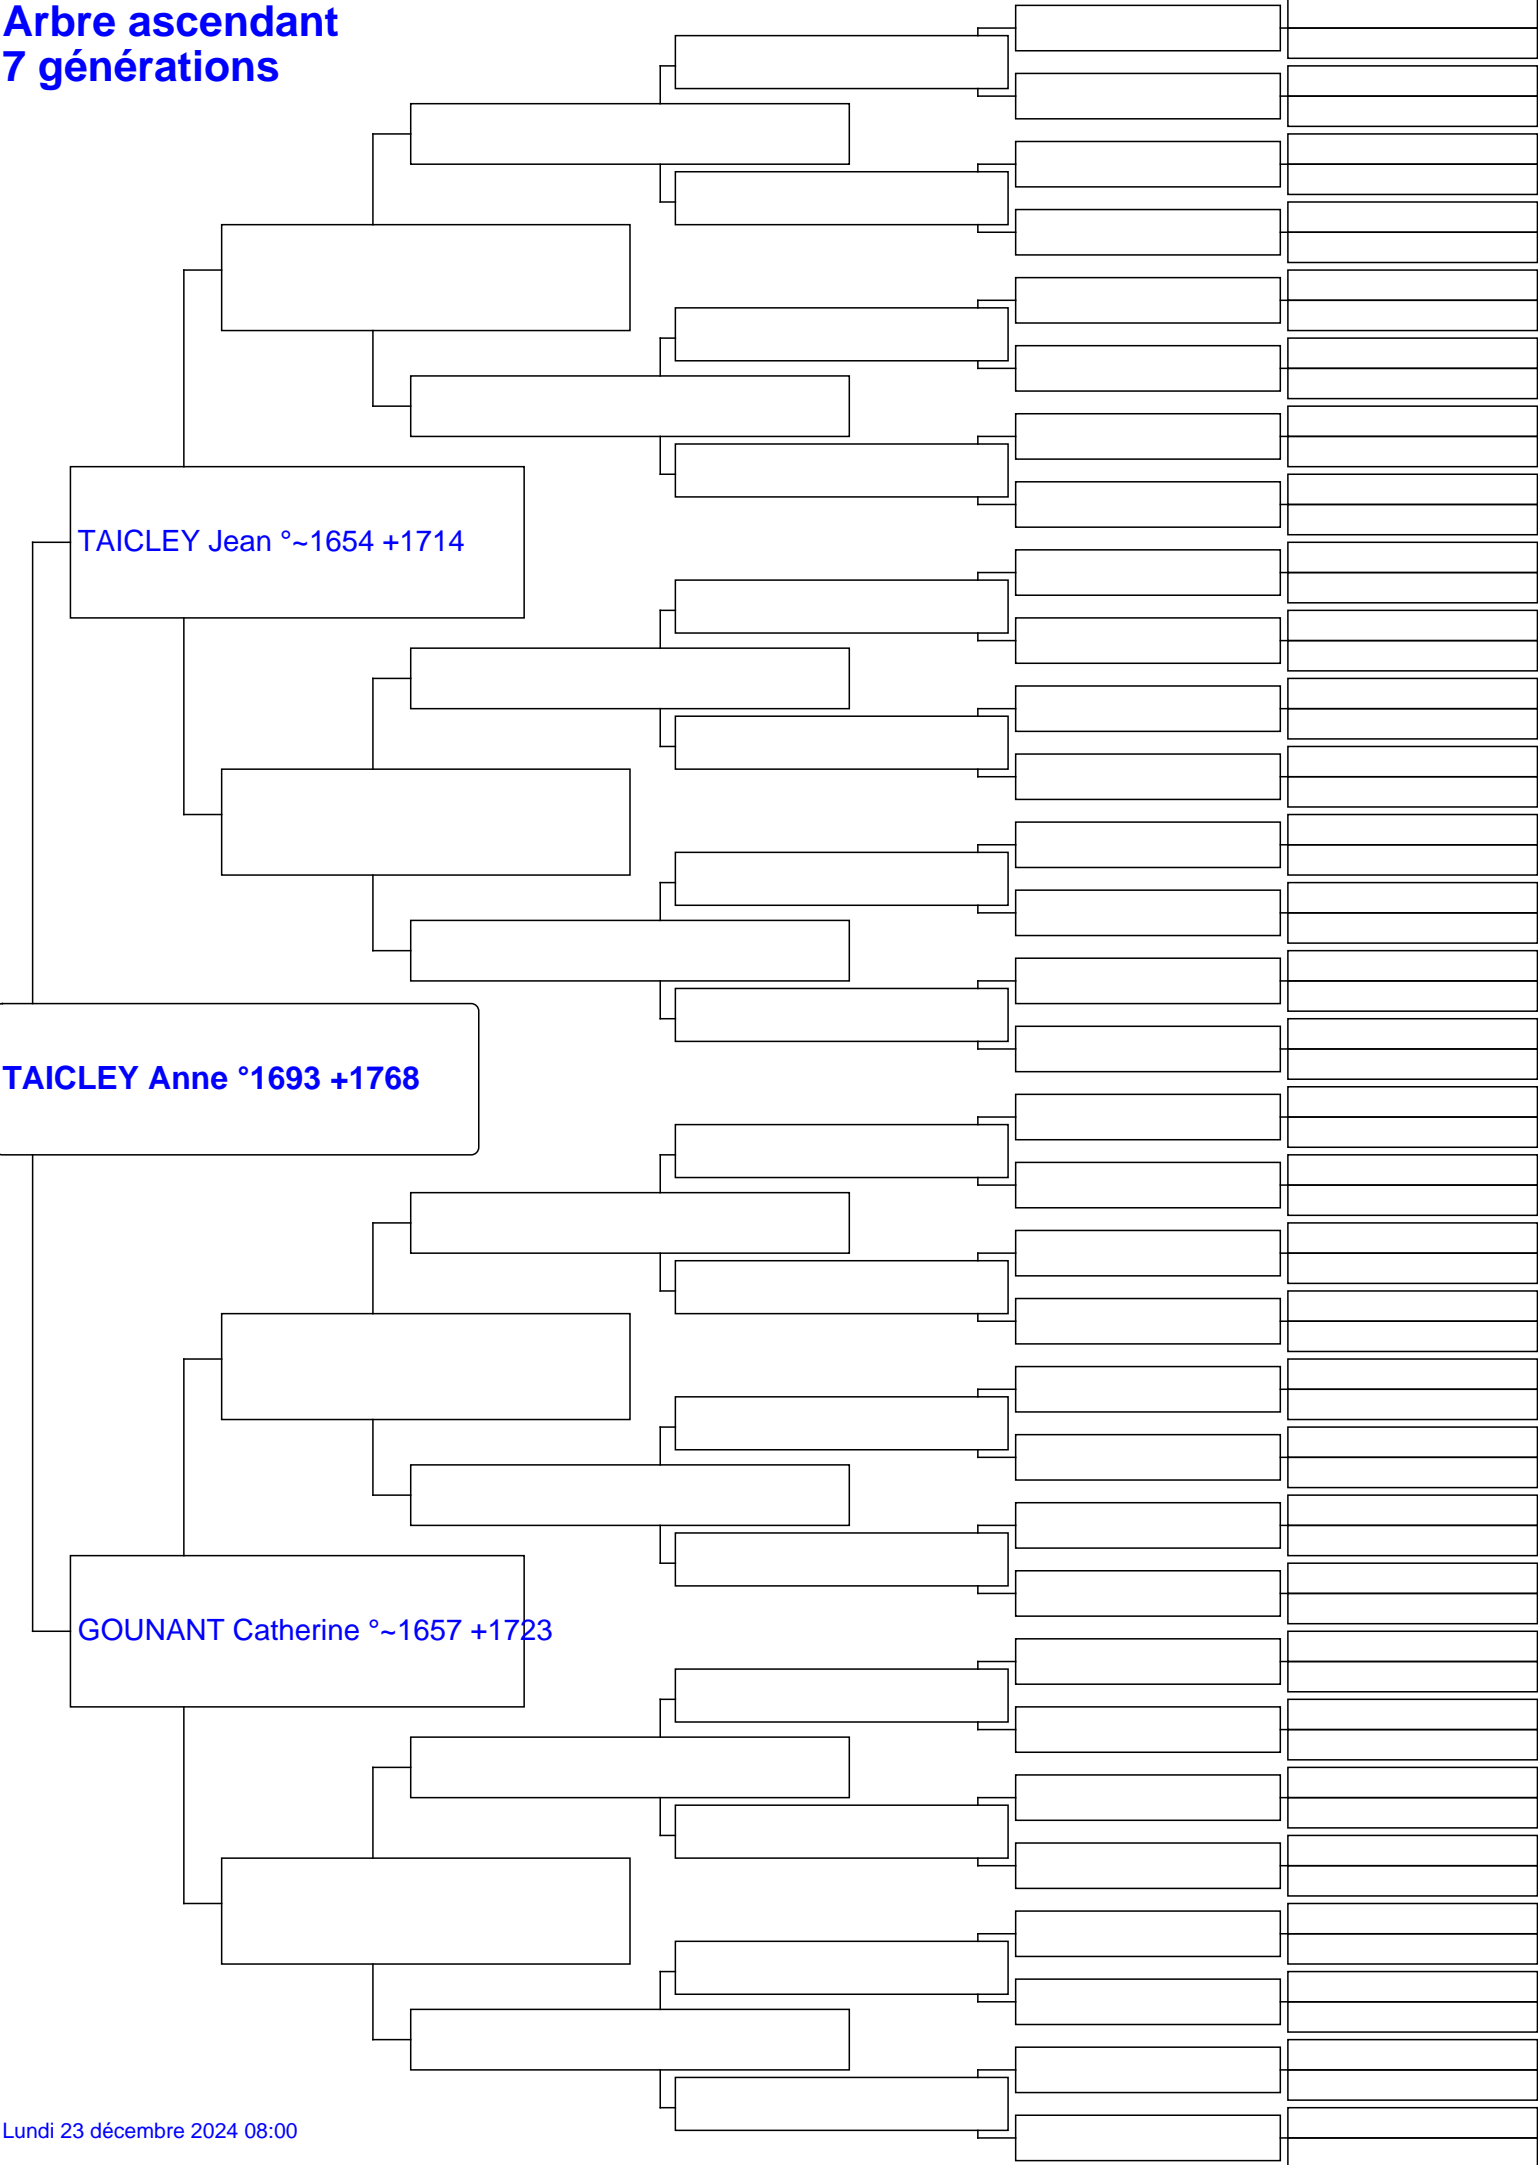 Arbre ascendant
7 générations
TAICLEY Jean °~1654 +1714
TAICLEY Anne °1693 +1768
GOUNANT Catherine °~1657 +1723
Lundi 23 décembre 2024 08:00